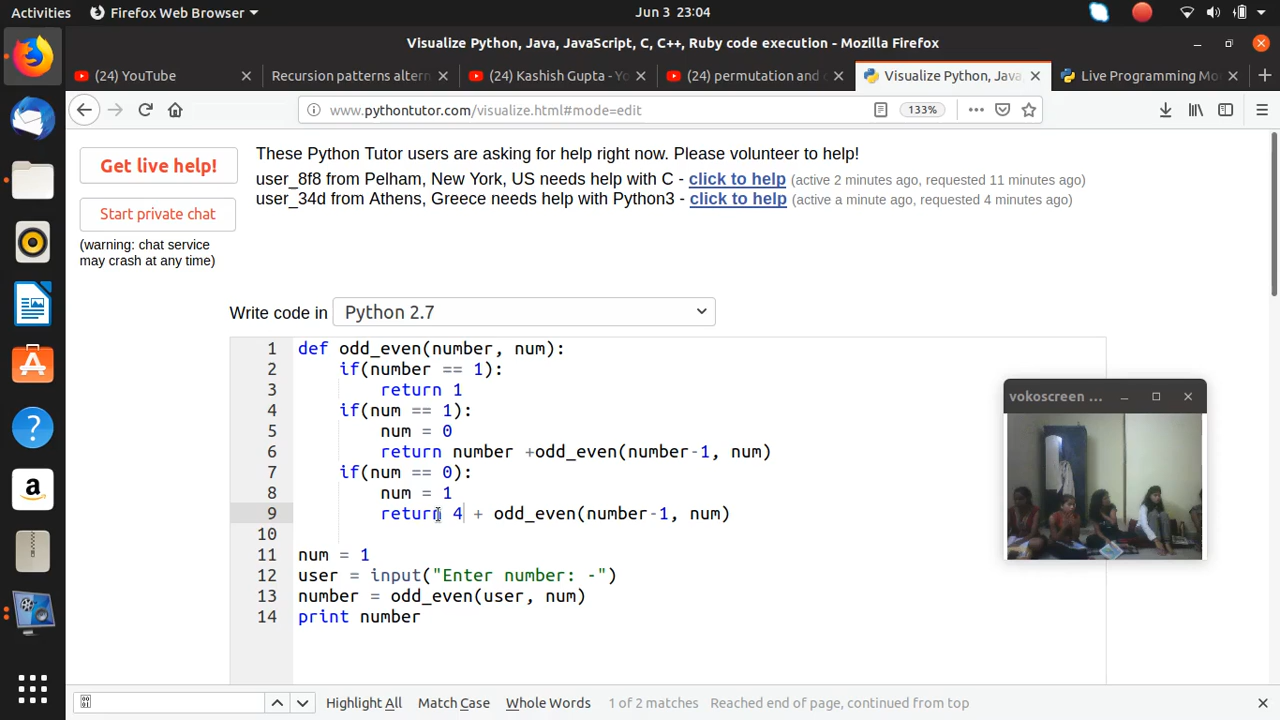 Activities
Firefox Web Browser
Jun 3 23:04
Visualize Python, Java, JavaScript, C, C++, Ruby code execution - Mozilla Firefox
(24) YouTube
Recursion patterns altern
(24) Kashish Gupta - Yo
(24) permutation and c
Visualize Python, Java,
Live Programming Mo
www.pythontutor.com/visualize.html#mode=edit
133%
Get live help!
Start private chat
(warning: chat service
may crash at any time)
These Python Tutor users are asking for help right now. Please volunteer to help!
user_8f8 from Pelham, New York, US needs help with C - click to help (active 2 minutes ago, requested 11 minutes ago)
user_34d from Athens, Greece needs help with Python3 - click to help (active a minute ago, requested 4 minutes ago)
Write code in Python 2.7
1 def odd_even(number, num):
2 if(number == 1):
3 return 1
4 if(num == 1):
5 num = 0
6 return number +odd_even(number-1, num)
7 if(num == 0):
8 num = 1
9 return 4 + odd_even(number-1, num)
10
11 num = 1
12 user = input("Enter number: -")
13 number = odd_even(user, num)
14 print number
vokoscreen ...
Highlight All
Match Case
Whole Words
1 of 2 matches
Reached end of page, continued from top